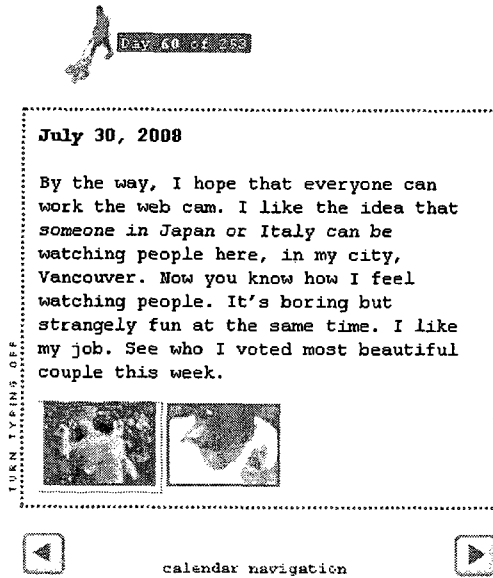 Day 60 of 253
July 30, 2008
By the way, I hope that everyone can
work the web cam. I like the idea that
someone in Japan or Italy can be
watching people here, in my city,
Vancouver. Now you know how I feel
watching people. It's boring but
strangely fun at the same time. I like
my job. See who I voted most beautiful
couple this week.
TURN TYPING OFF
calendar navigation